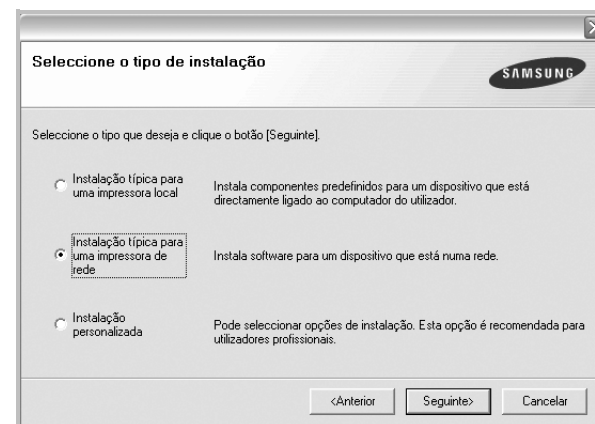 Seleccione o tipo de instalação
SAMSUNG
Seleccione o tipo que deseja e clique o botão [Seguinte].
Instalação típica para
uma impressora local
Instala componentes predefinidos para um dispositivo que está
directamente ligado ao computador do utilizador.
Instalação típica para
uma impressora de
rede
Instala software para um dispositivo que está numa rede.
Instalação
personalizada
Pode seleccionar opções de instalação. Esta opção é recomendada para
utilizadores profissionais.
<Anterior
Seguinte>
Cancelar